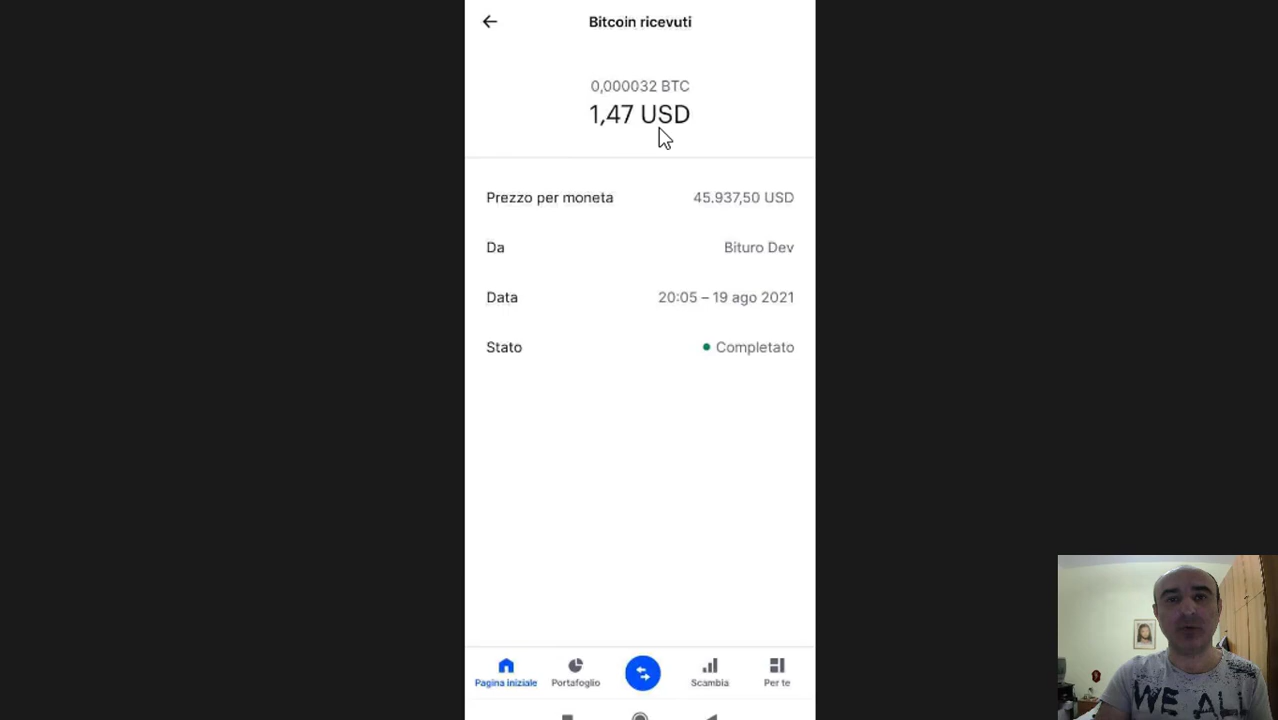 Bitcoin ricevuti
0,000032 BTC
1,47 USD
Prezzo per moneta 45.937,50 USD
Da Bituro Dev
Data 20:05 – 19 ago 2021
Stato Completato
Pagina iniziale Portafoglio Scambia Per te
WE ALL